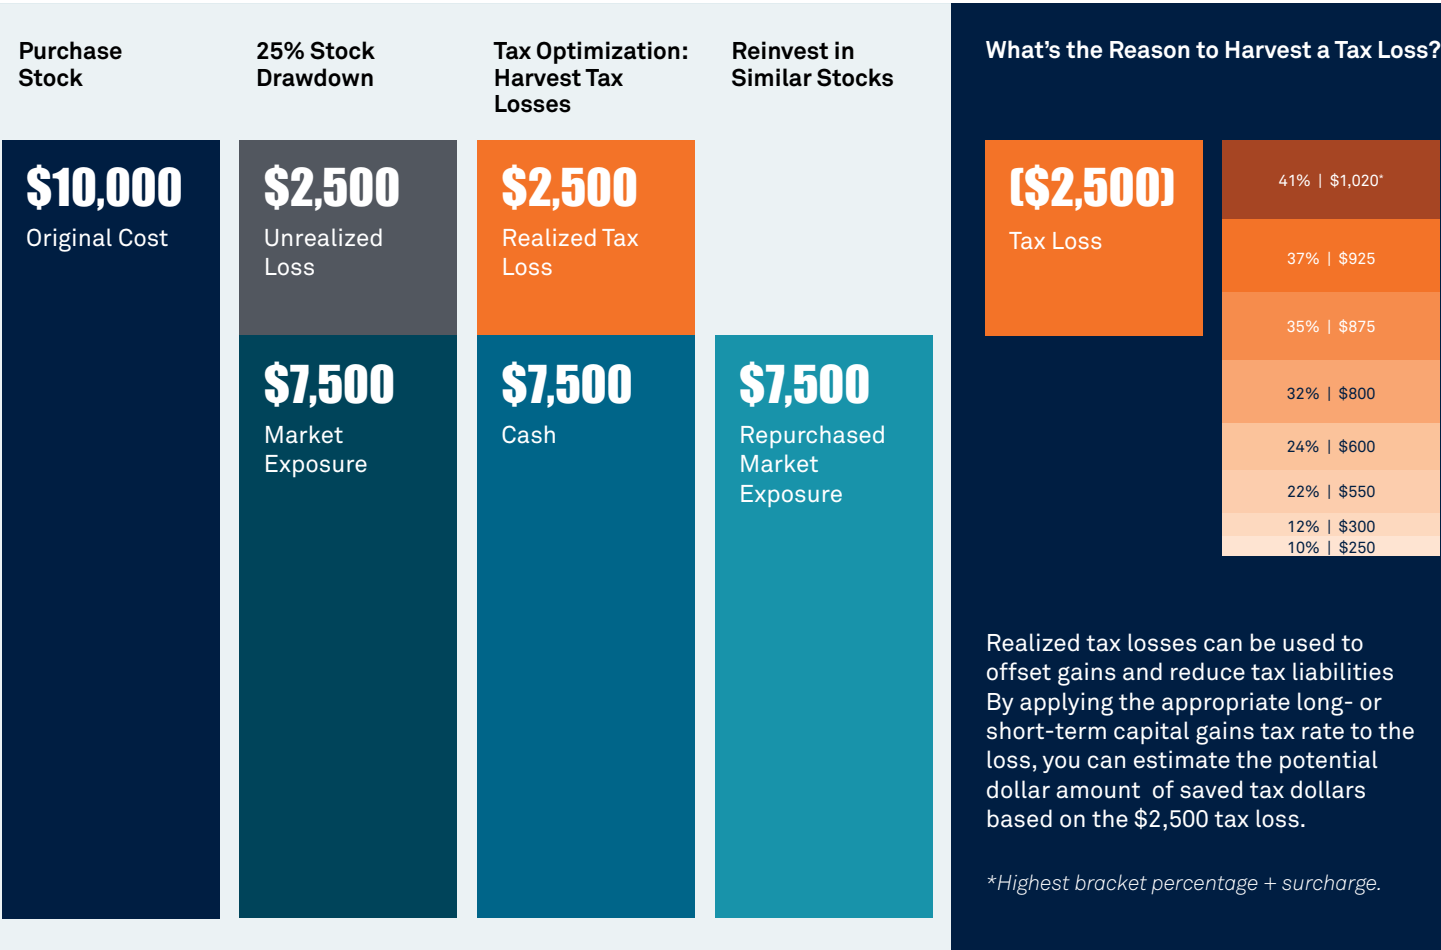 Purchase
Stock
25% Stock
Drawdown
Tax Optimization:
Harvest Tax
Losses
Reinvest in
Similar Stocks
What's the Reason to Harvest a Tax Loss?
$10,000
Original Cost
$2,500
Unrealized
Loss
$7,500
Market
Exposure
$2,500
Realized Tax
Loss
$7,500
Cash
$7,500
Repurchased
Market
Exposure
($2,500)
Tax Loss
41% | $1,020*
37% | $925
35% | $875
32% | $800
24% | $600
22% | $550
12% | $300
10% | $250
Realized tax losses can be used to
offset gains and reduce tax liabilities
By applying the appropriate long- or
short-term capital gains tax rate to the
loss, you can estimate the potential
dollar amount  of saved tax dollars
based on the $2,500 tax loss.
*Highest bracket percentage + surcharge.